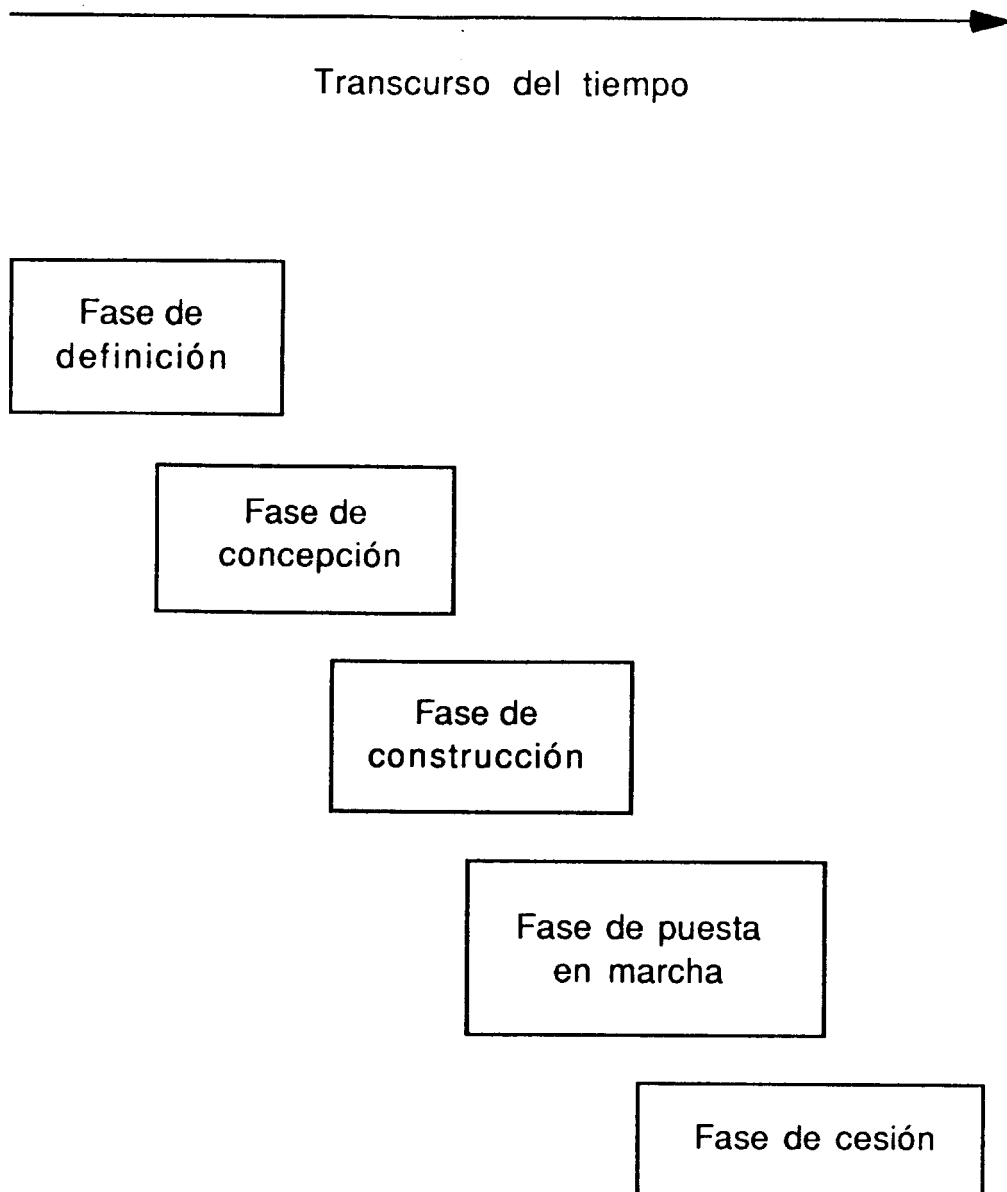 Transcurso del tiempo
Fase de
definición
Fase de
concepción
Fase de
construcción
Fase de puesta
en marcha
Fase de cesión